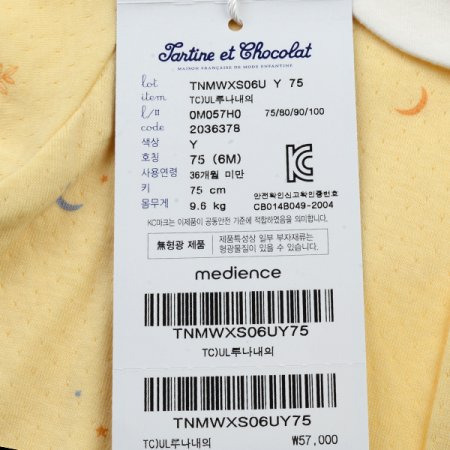 Tartine et Chocolat
MAISON FRANÇAISE DE MODE ENFANTINE
lot TNMWXS06U Y 75
item TC)UL루나내의
l/# 0M057H0 75/80/90/100
code 2036378
색상 Y
호칭 75 (6M)
사용연령 36개월 미만
키 75 cm
몸무게 9.6 kg
안전확인신고확인증번호
CB014B049-2004
KC마크는 이제품이 공통안전 기준에 적합하였음을 의미합니다.
無형광 제품
제품특성상 일부 부자재류는
형광물질이 있을 수 있습니다.
medience
TNMWXS06UY75
TC)UL루나내의
TNMWXS06UY75
TC)UL루나내의 ₩57,000